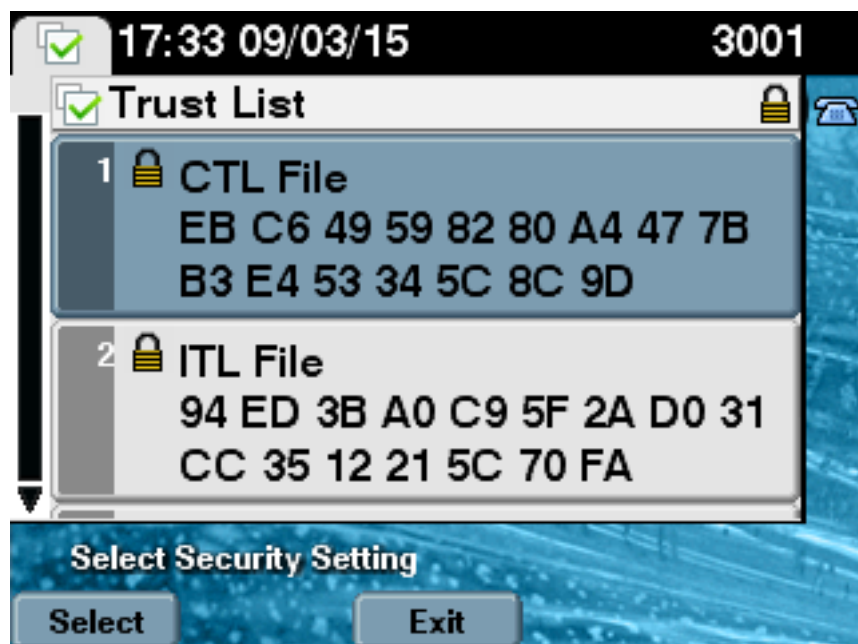 17:33 09/03/15 3001
Trust List
1 CTL File
EB C6 49 59 82 80 A4 47 7B
B3 E4 53 34 5C 8C 9D
2 ITL File
94 ED 3B A0 C9 5F 2A D0 31
CC 35 12 21 5C 70 FA
Select Security Setting
Select Exit